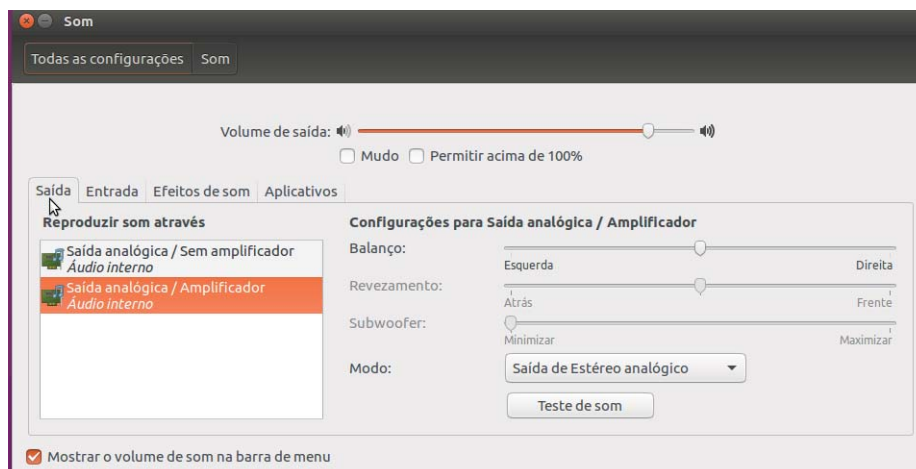 Som
Todas as configurações Som
Volume de saída:
Mudo Permitir acima de 100%
Saída Entrada Efeitos de som Aplicativos
Reproduzir som através
Saída analógica / Sem amplificador
Áudio interno
Saída analógica / Amplificador
Áudio interno
Configurações para Saída analógica / Amplificador
Balanço:
Esquerda Direita
Revezamento:
Atrás Frente
Subwoofer:
Minimizar Maximizar
Modo: Saída de Estéreo analógico
Teste de som
Mostrar o volume de som na barra de menu